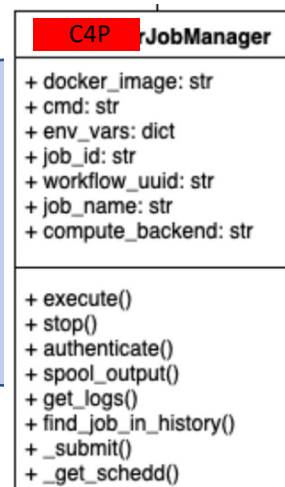 C4P rJobManager
+ docker_image: str
+ cmd: str
+ env_vars: dict
+ job_id: str
+ workflow_uuid: str
+ job_name: str
+ compute_backend: str
+ execute()
+ stop()
+ authenticate()
+ spool_output()
+ get_logs()
+ find_job_in_history()
+ _submit()
+ _get_schedd()